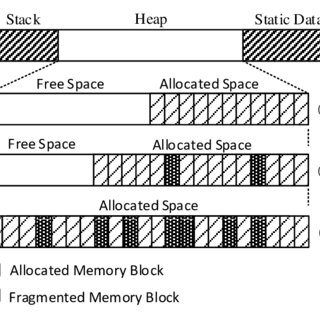 Stack Heap Static Data
Free Space Allocated Space
Free Space Allocated Space
Allocated Space
Allocated Memory Block
Fragmented Memory Block